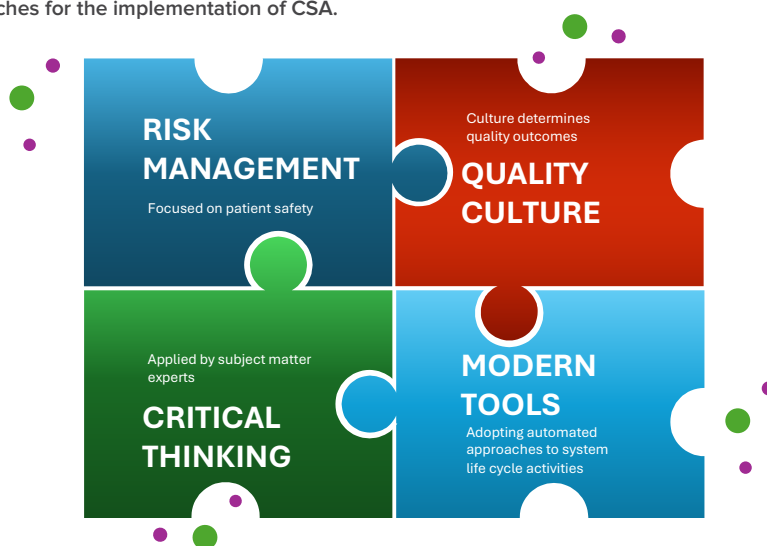 ches for the implementation of CSA.
RISK
MANAGEMENT
Focused on patient safety
Culture determines
quality outcomes
QUALITY
CULTURE
Applied by subject matter
experts
CRITICAL
THINKING
MODERN
TOOLS
Adopting automated
approaches to system
life cycle activities